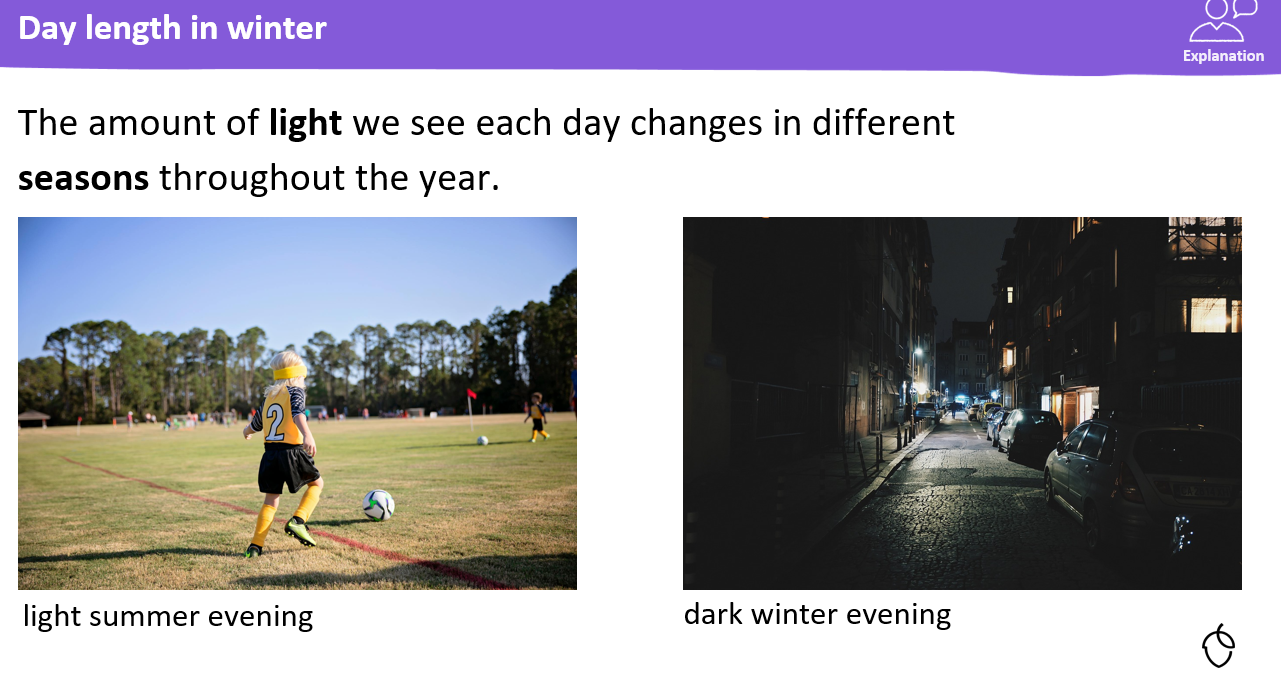 Day length in winter
Explanation
The amount of light we see each day changes in different
seasons throughout the year.
2
light summer evening
dark winter evening